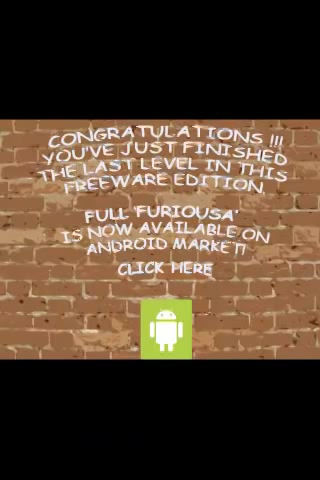 CONGRATULATIONS !!!
YOU'VE JUST FINISHED
THE LAST LEVEL IN THIS
FREEWARE EDITION.
FULL 'FURIOUSA'
IS NOW AVAILABLE ON
ANDROID MARKET!
CLICK HERE